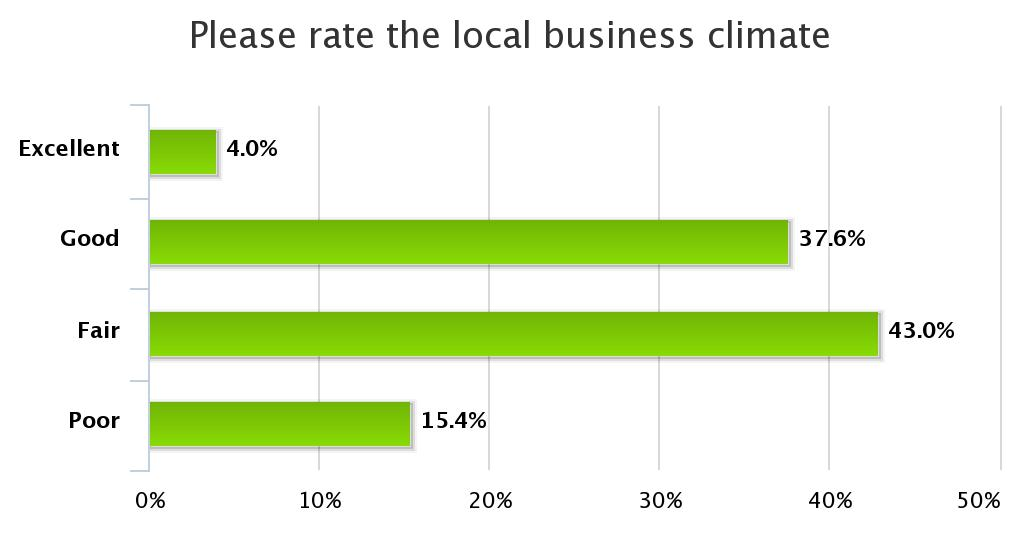 Please rate the local business climate
Excellent 4.0%
Good 37.6%
Fair 43.0%
Poor 15.4%
0% 10% 20% 30% 40% 50%